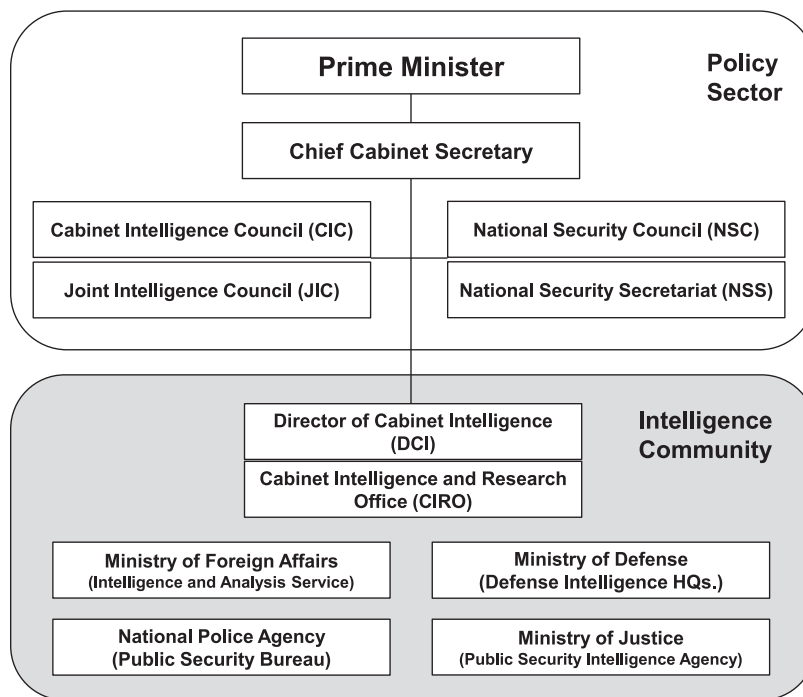 Prime Minister
Policy
Sector
Chief Cabinet Secretary
Cabinet Intelligence Council (CIC)
National Security Council (NSC)
Joint Intelligence Council (JIC)
National Security Secretariat (NSS)
Director of Cabinet Intelligence
(DCI)
Intelligence
Community
Cabinet Intelligence and Research
Office (CIRO)
Ministry of Foreign Affairs
(Intelligence and Analysis Service)
Ministry of Defense
(Defense Intelligence HQs.)
National Police Agency
(Public Security Bureau)
Ministry of Justice
(Public Security Intelligence Agency)